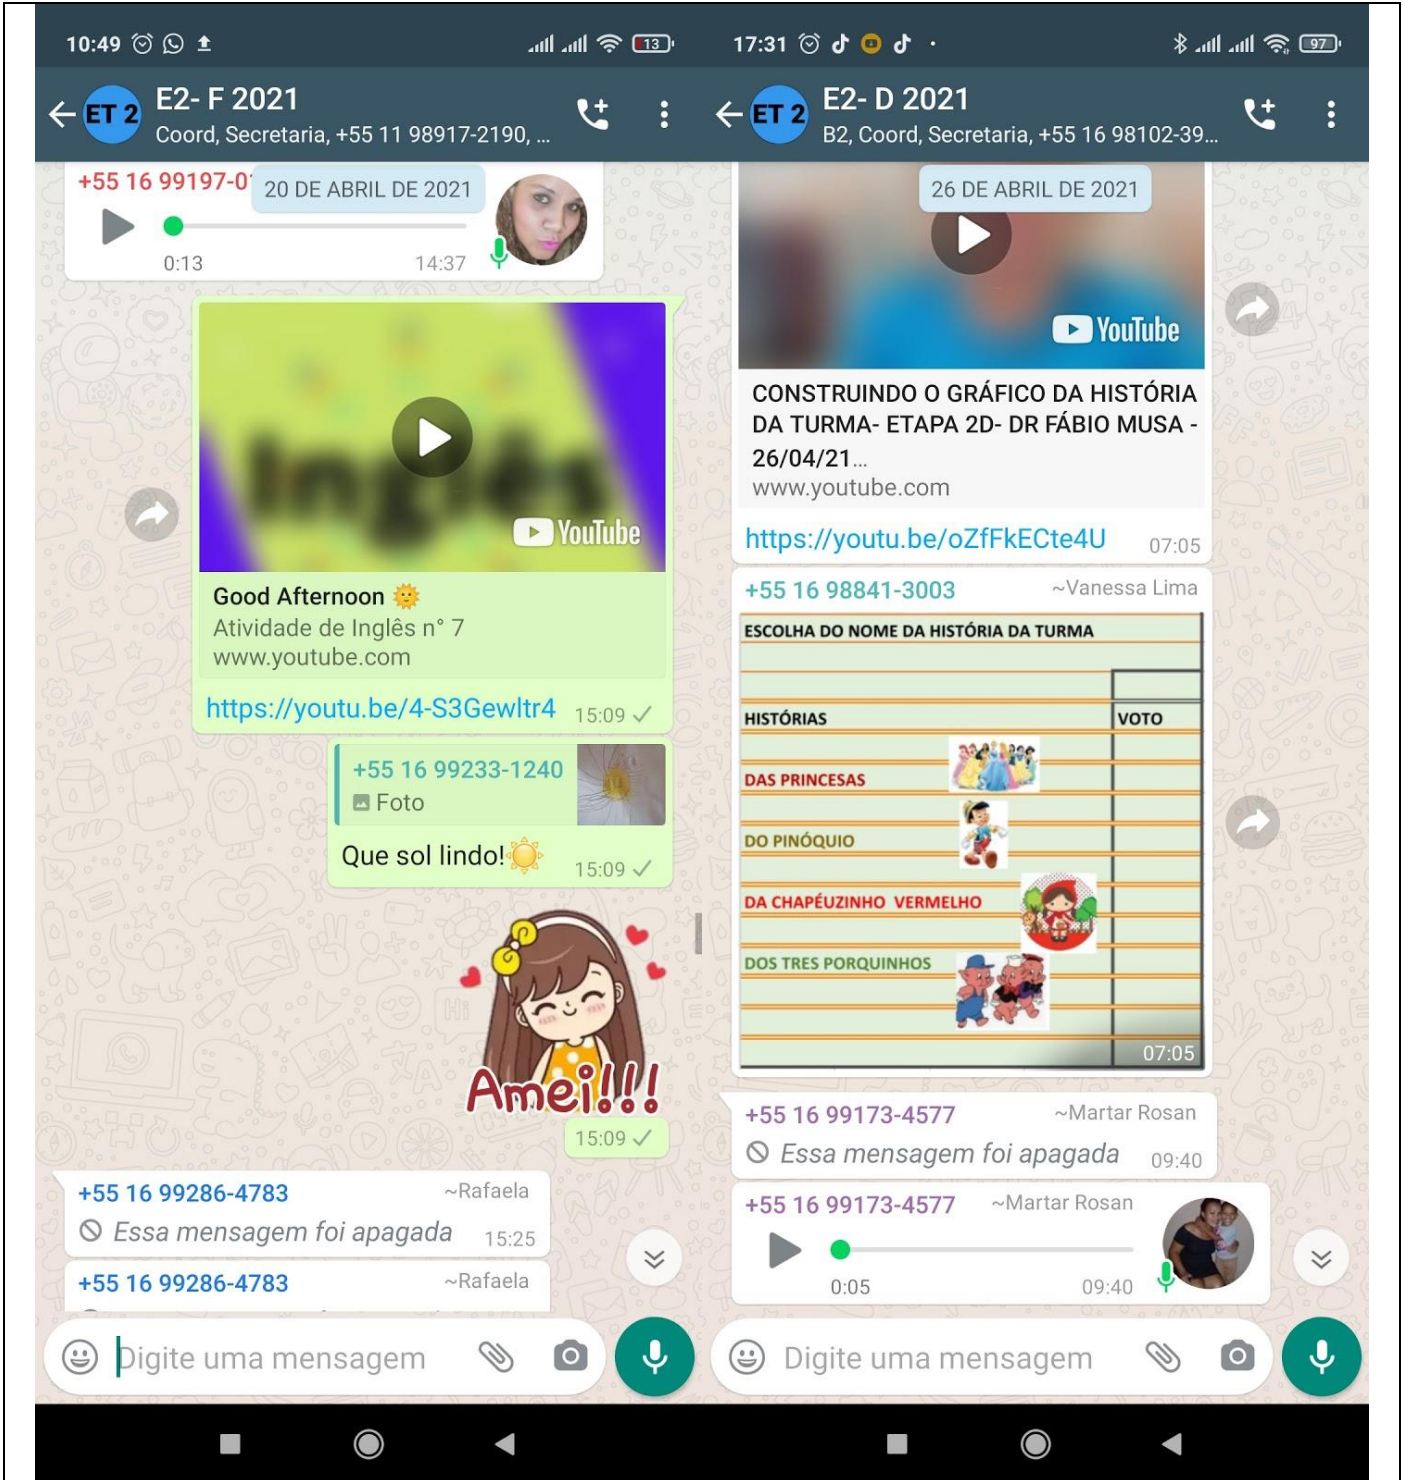 10:49
13
ET 2
E2- F 2021
Coord, Secretaria, +55 11 98917-2190, ...
+55 16 99197-0
20 DE ABRIL DE 2021
0:13
14:37
Inglês
YouTube
Good Afternoon 🌞
Atividade de Inglês n° 7
www.youtube.com
https://youtu.be/4-S3Gewltr4
15:09
+55 16 99233-1240
Foto
Que sol lindo!☀️
15:09
Amei!!!
15:09
+55 16 99286-4783 ~Rafaela
Essa mensagem foi apagada 15:25
+55 16 99286-4783 ~Rafaela
Digite uma mensagem
17:31
97
ET 2
E2- D 2021
B2, Coord, Secretaria, +55 16 98102-39...
26 DE ABRIL DE 2021
YouTube
CONSTRUINDO O GRÁFICO DA HISTÓRIA
DA TURMA- ETAPA 2D- DR FÁBIO MUSA -
26/04/21...
www.youtube.com
https://youtu.be/oZfFkECte4U 07:05
+55 16 98841-3003 ~Vanessa Lima
ESCOLHA DO NOME DA HISTÓRIA DA TURMA
HISTÓRIAS VOTO
DAS PRINCESAS
DO PINÓQUIO
DA CHAPÉUZINHO VERMELHO
DOS TRES PORQUINHOS
07:05
+55 16 99173-4577 ~Martar Rosan
Essa mensagem foi apagada 09:40
+55 16 99173-4577 ~Martar Rosan
0:05 09:40
Digite uma mensagem